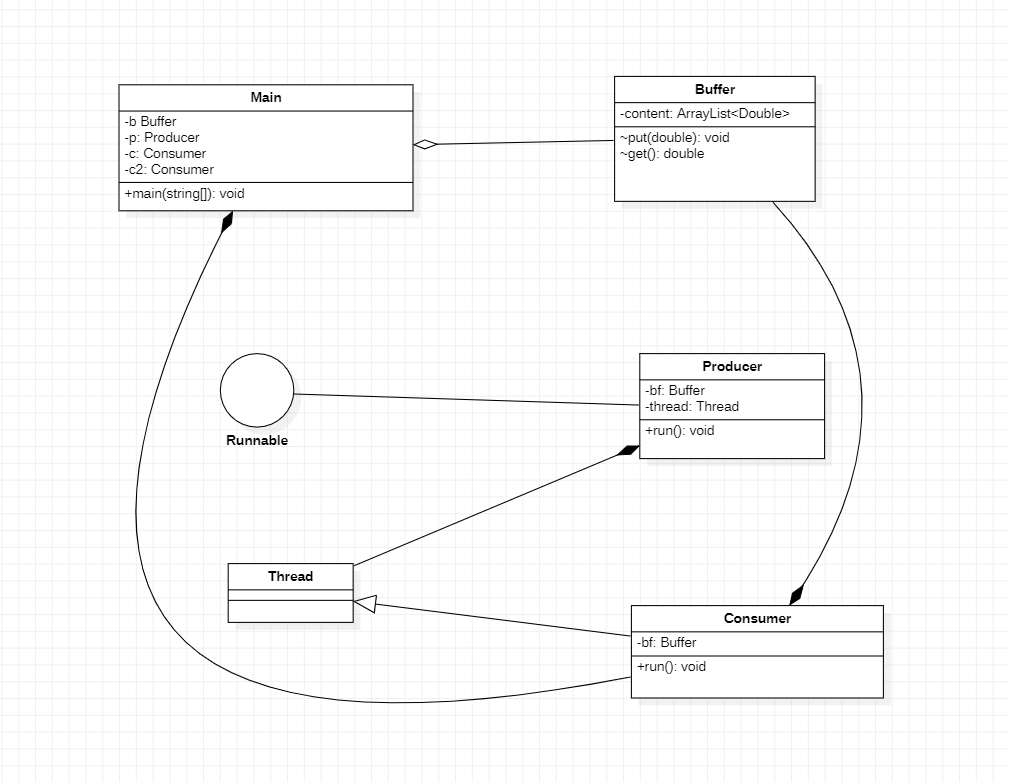 Main
-b Buffer
-p: Producer
-c: Consumer
-c2: Consumer
+main(string[]): void
Buffer
-content: ArrayList<Double>
~put(double): void
~get(): double
Runnable
Producer
-bf: Buffer
-thread: Thread
+run(): void
Thread
Consumer
-bf: Buffer
+run(): void